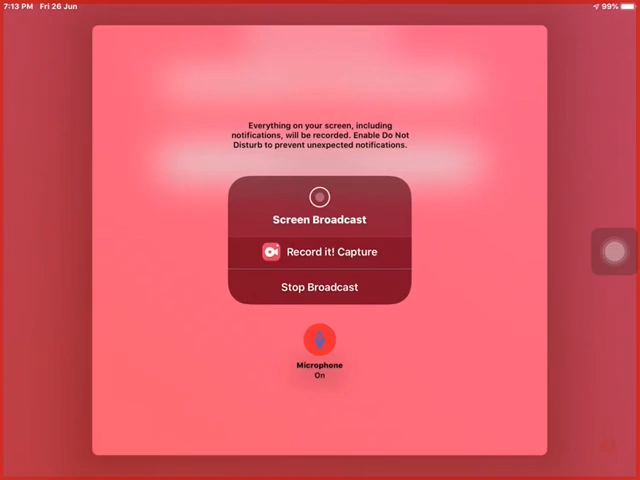 7:13 PM Fri 26 Jun
99%
Everything on your screen, including
notifications, will be recorded. Enable Do Not
Disturb to prevent unexpected notifications.
Screen Broadcast
Record it! Capture
Stop Broadcast
Microphone
On